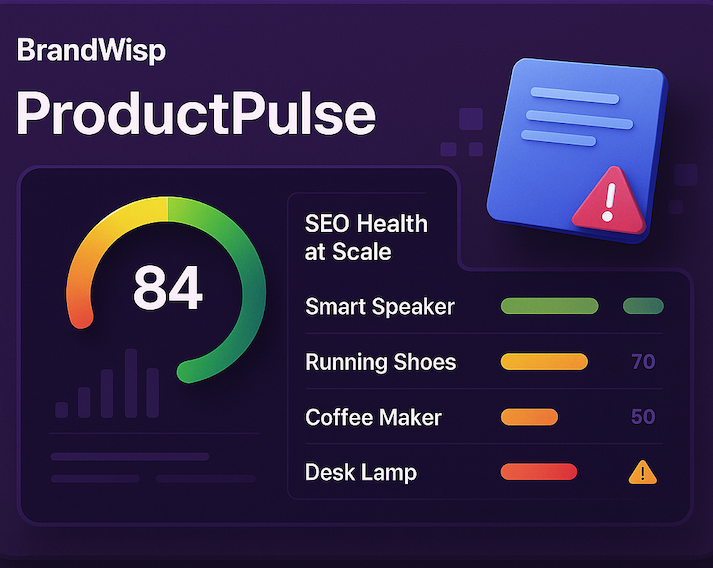 BrandWisp
ProductPulse
84
SEO Health
at Scale
Smart Speaker
Running Shoes 70
Coffee Maker 50
Desk Lamp